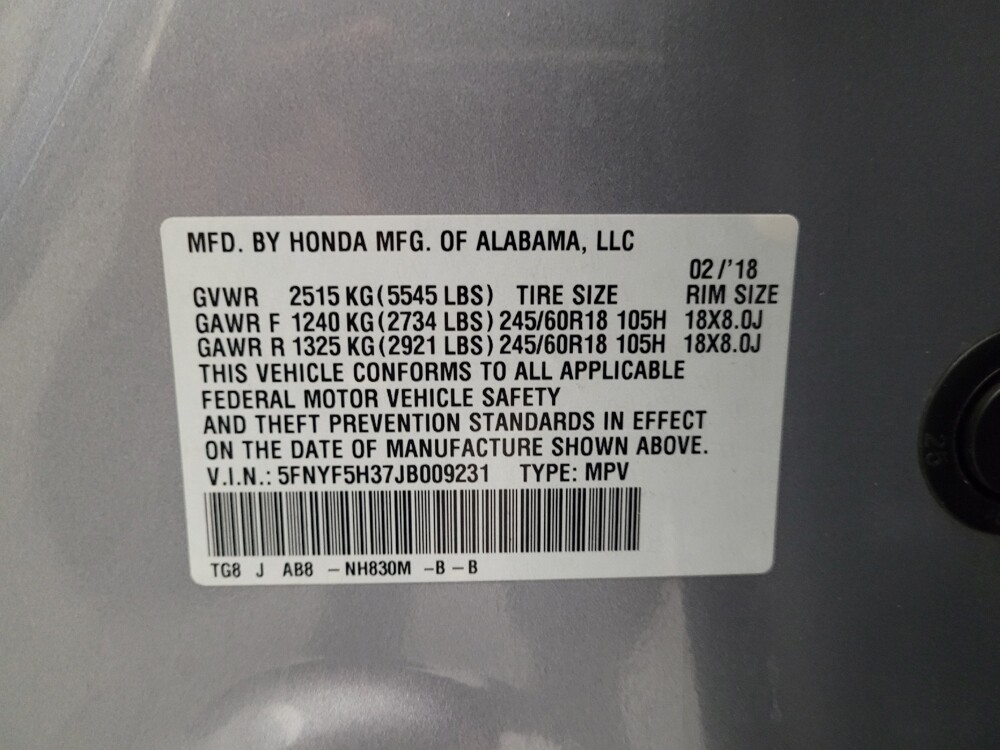 MFD. BY HONDA MFG. OF ALABAMA, LLC
02/'18
GVWR 2515 KG(5545 LBS) TIRE SIZE RIM SIZE
GAWR F 1240 KG(2734 LBS) 245/60R18 105H 18X8.0J
GAWR R 1325 KG(2921 LBS) 245/60R18 105H 18X8.0J
THIS VEHICLE CONFORMS TO ALL APPLICABLE
FEDERAL MOTOR VEHICLE SAFETY
AND THEFT PREVENTION STANDARDS IN EFFECT
ON THE DATE OF MANUFACTURE SHOWN ABOVE.
V.I.N.: 5FNYF5H37JB009231 TYPE: MPV
TG8 J AB8 -NH830M -B-B
25